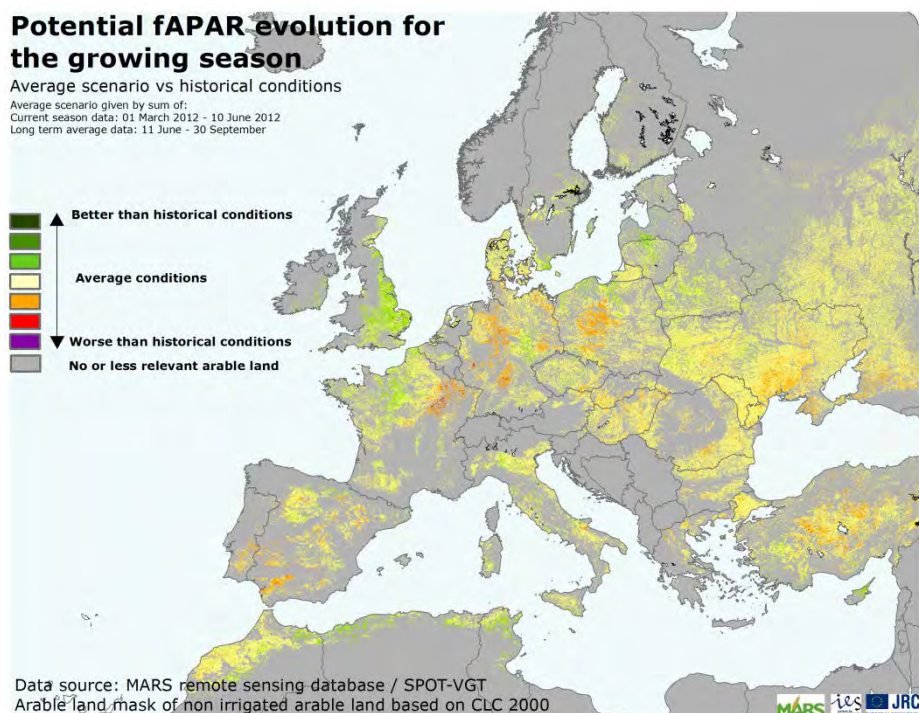 Potential fAPAR evolution for
the growing season
Average scenario vs historical conditions
Average scenario given by sum of:
Current season data: 01 March 2012 - 10 June 2012
Long term average data: 11 June - 30 September
Better than historical conditions
Average conditions
Worse than historical conditions
No or less relevant arable land
Data source: MARS remote sensing database / SPOT-VGT
Arable land mask of non irrigated arable land based on CLC 2000
MARS ies JRC